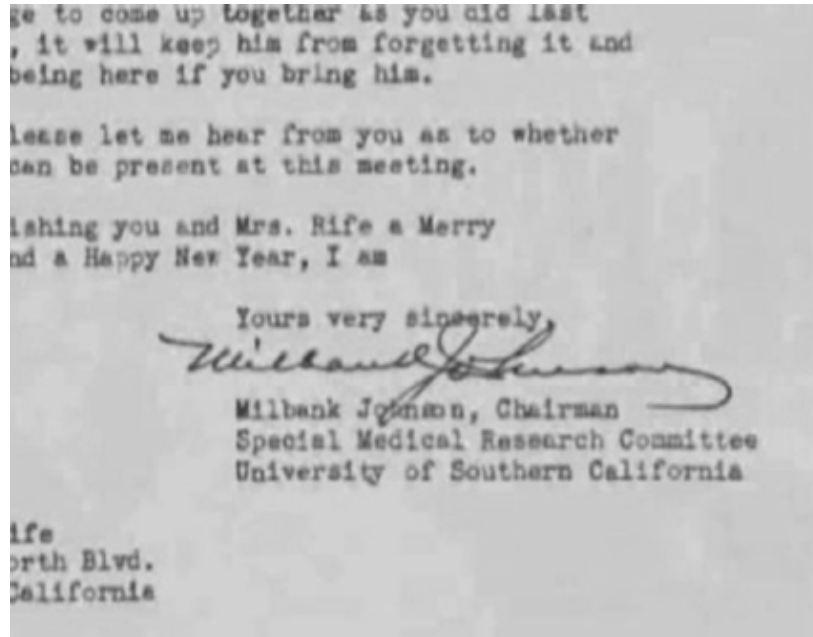 ge to come up together as you did last
, it will keep him from forgetting it and
being here if you bring him.
lease let me hear from you as to whether
can be present at this meeting.
ishing you and Mrs. Rife a Merry
nd a Happy New Year, I am
Yours very sincerely,
Milbank Johnson
Milbank Johnson, Chairman
Special Medical Research Committee
University of Southern California
ife
orth Blvd.
California